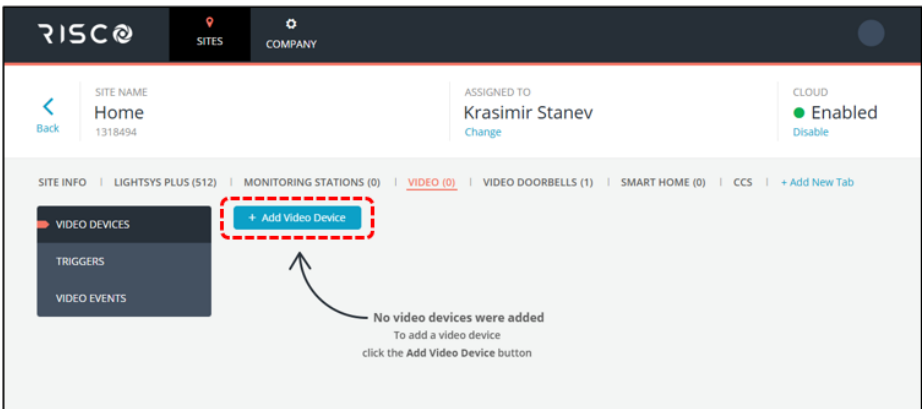 RISCO
SITES
COMPANY
Back
SITE NAME
Home
1318494
ASSIGNED TO
Krasimir Stanev
Change
CLOUD
Enabled
Disable
SITE INFO | LIGHTSYS PLUS (512) | MONITORING STATIONS (0) | VIDEO (0) | VIDEO DOORBELLS (1) | SMART HOME (0) | CCS | + Add New Tab
VIDEO DEVICES
TRIGGERS
VIDEO EVENTS
+ Add Video Device
No video devices were added
To add a video device
click the Add Video Device button